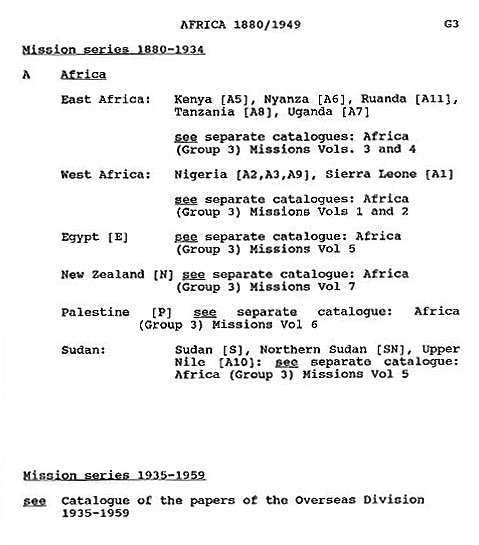 AFRICA 1880/1949 G3
Mission series 1880-1934
A Africa
East Africa: Kenya [A5], Nyanza [A6], Ruanda [A11],
Tanzania [A8], Uganda [A7]
see separate catalogues: Africa
(Group 3) Missions Vols. 3 and 4
West Africa: Nigeria [A2,A3,A9], Sierra Leone [A1]
see separate catalogues: Africa
(Group 3) Missions Vols 1 and 2
Egypt [E] see separate catalogue: Africa
(Group 3) Missions Vol 5
New Zealand [N] see separate catalogue: Africa
(Group 3) Missions Vol 7
Palestine [P] see separate catalogue: Africa
(Group 3) Missions Vol 6
Sudan: Sudan [S], Northern Sudan [SN], Upper
Nile [A10]: see separate catalogue:
Africa (Group 3) Missions Vol 5
Mission series 1935-1959
see Catalogue of the papers of the Overseas Division
1935-1959